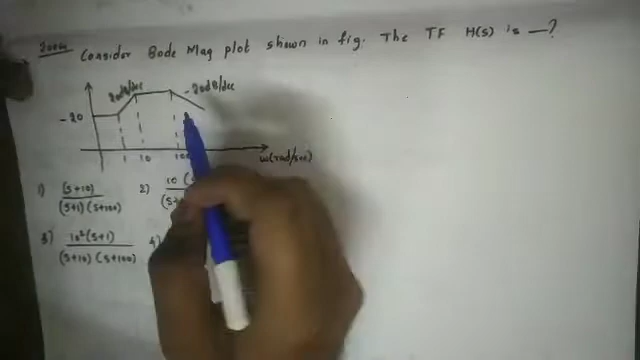 2004 Consider Bode Mag plot shown in fig. The TF H(s) is — ?
20dB/dec
-20dB/dec
-20
1 10 100
w(rad/sec)
1) (s+10) / (s+1)(s+100)
2) 10 ( / (s+
3) 10²(s+1) / (s+10)(s+100)
4)